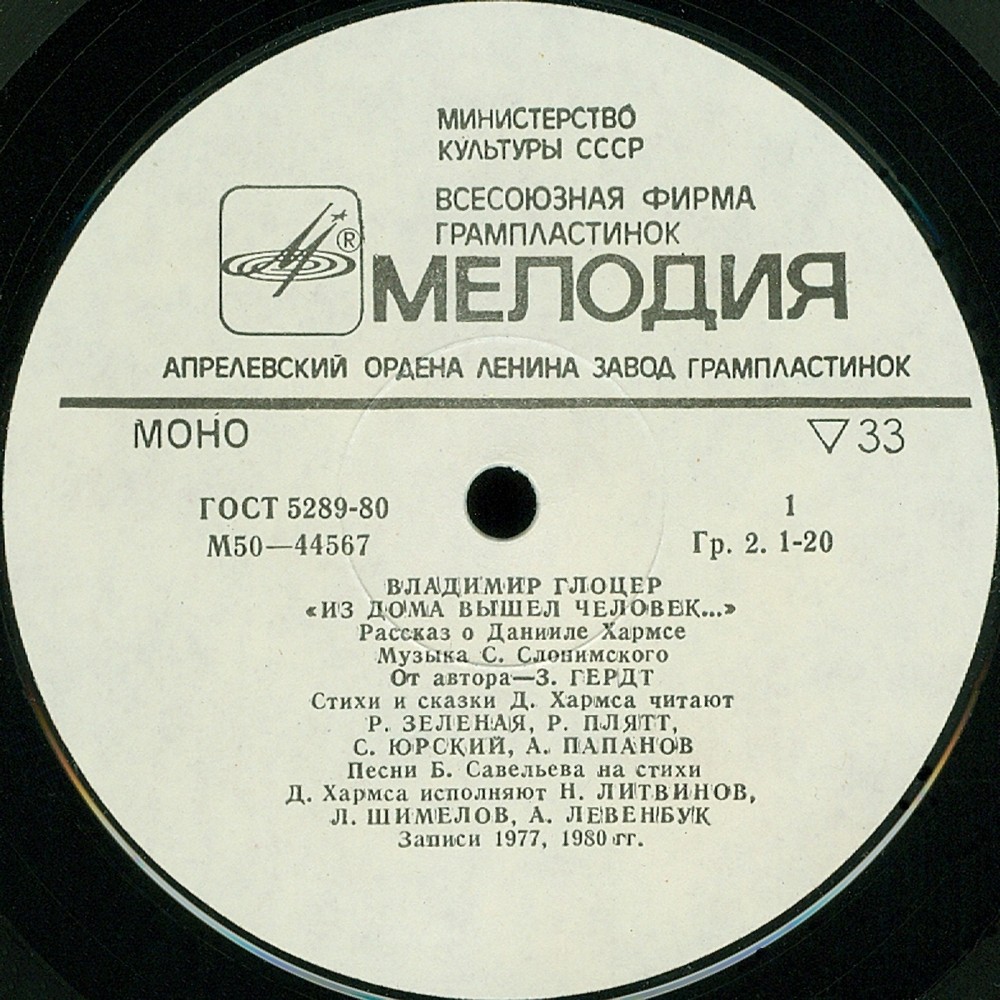 МИНИСТЕРСТВО
КУЛЬТУРЫ СССР
ВСЕСОЮЗНАЯ ФИРМА
ГРАМПЛАСТИНОК
®
МЕЛОДИЯ
АПРЕЛЕВСКИЙ ОРДЕНА ЛЕНИНА ЗАВОД ГРАМПЛАСТИНОК
МОНО ▽33
ГОСТ 5289-80 1
М50—44567 Гр. 2. 1-20
ВЛАДИМИР ГЛОЦЕР
«ИЗ ДОМА ВЫШЕЛ ЧЕЛОВЕК...»
Рассказ о Данииле Хармсе
Музыка С. Слонимского
От автора—З. ГЕРДТ
Стихи и сказки Д. Хармса читают
Р. ЗЕЛЕНАЯ, Р. ПЛЯТТ,
С. ЮРСКИЙ, А. ПАПАНОВ
Песни Б. Савельева на стихи
Д. Хармса исполняют Н. ЛИТВИНОВ,
Л. ШИМЕЛОВ, А. ЛЕВЕНБУК
Записи 1977, 1980 гг.